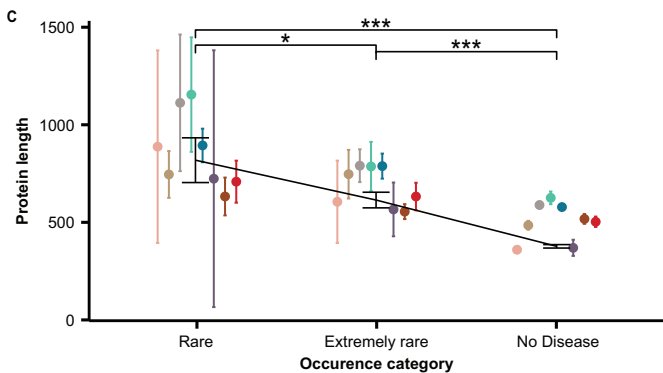 C
1500
***
*
***
1000
Protein length
500
0
Rare Extremely rare No Disease
Occurence category